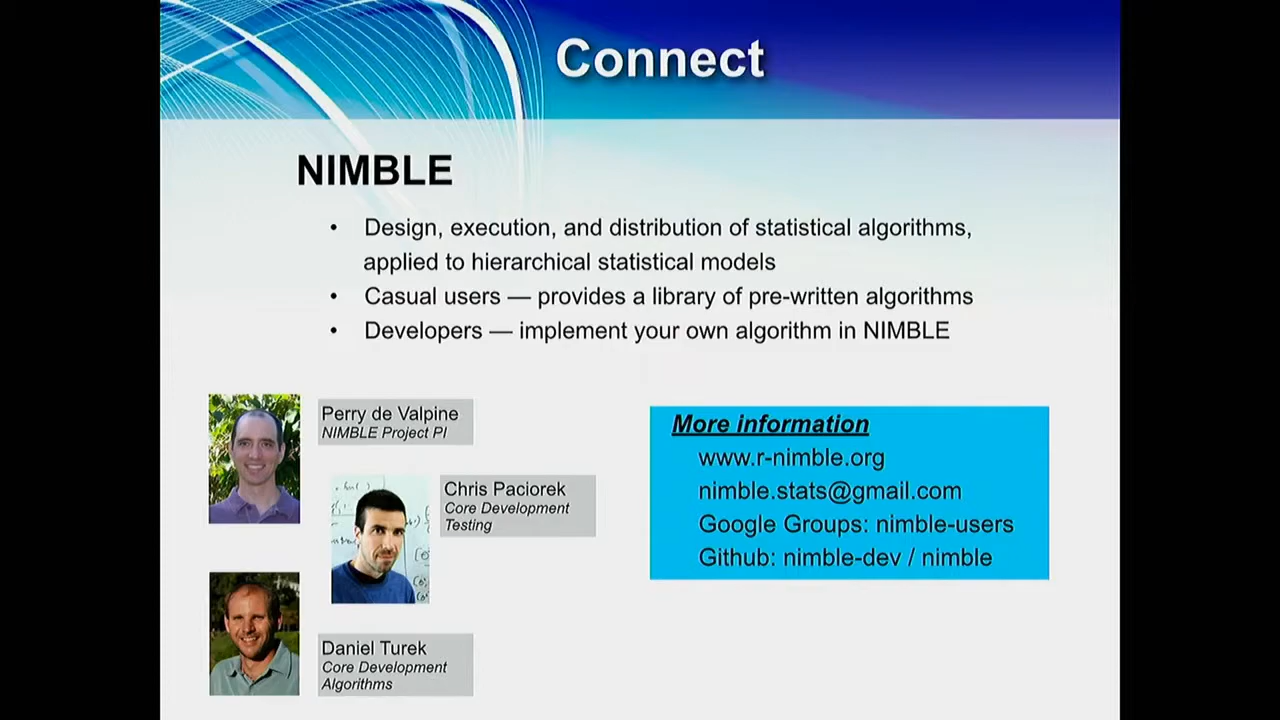 Connect
NIMBLE
• Design, execution, and distribution of statistical algorithms,
applied to hierarchical statistical models
• Casual users — provides a library of pre-written algorithms
• Developers — implement your own algorithm in NIMBLE
Perry de Valpine
NIMBLE Project PI
Chris Paciorek
Core Development
Testing
Daniel Turek
Core Development
Algorithms
More information
www.r-nimble.org
nimble.stats@gmail.com
Google Groups: nimble-users
Github: nimble-dev / nimble